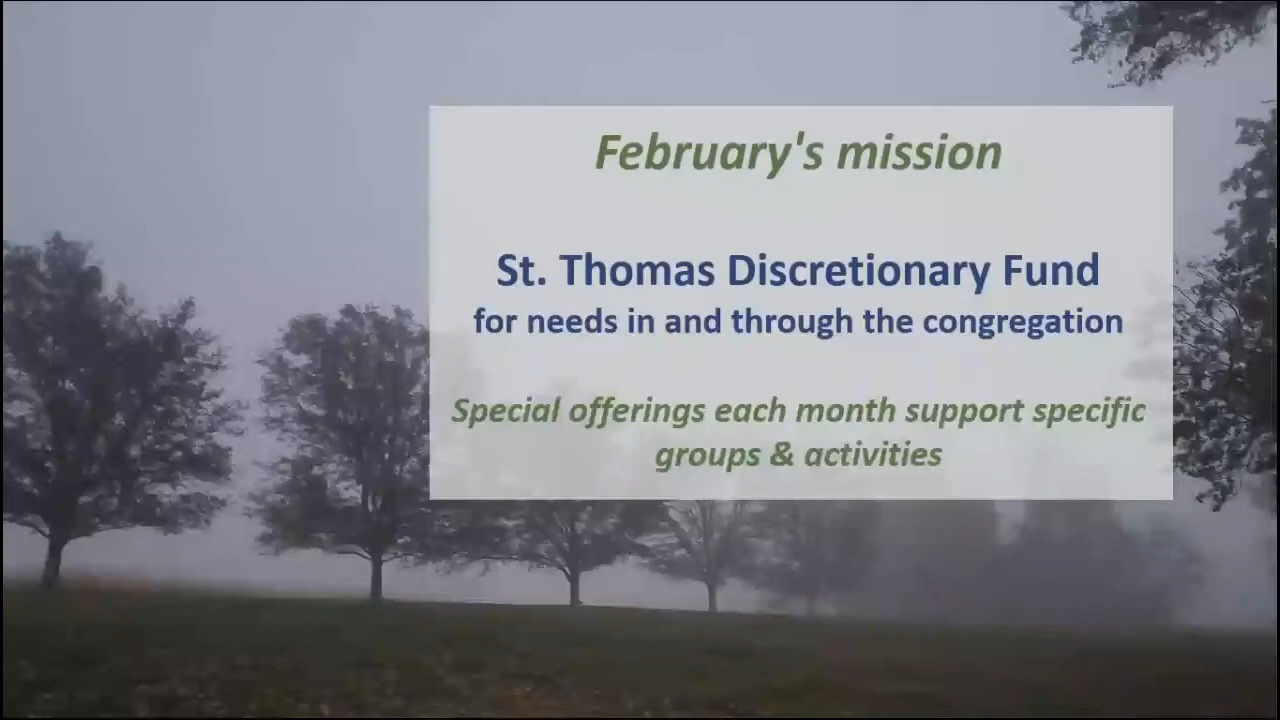 February's mission
St. Thomas Discretionary Fund
for needs in and through the congregation
Special offerings each month support specific
groups & activities